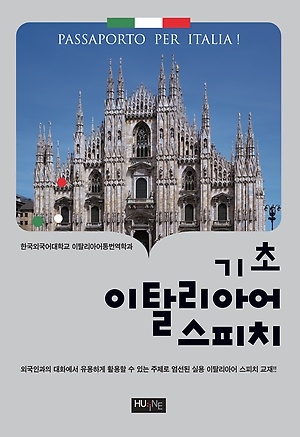 PASSAPORTO PER ITALIA!
한국외국어대학교 이탈리아어통번역학과
기초
이탈리아어
스피치
외국인과의 대화에서 유용하게 활용할 수 있는 주제로 엄선된 실용 이탈리아어 스피치 교재!!
HUINE